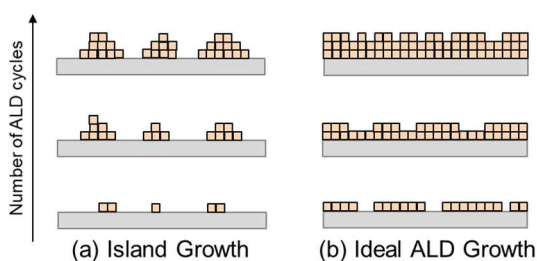 Number of ALD cycles
(a) Island Growth
(b) Ideal ALD Growth